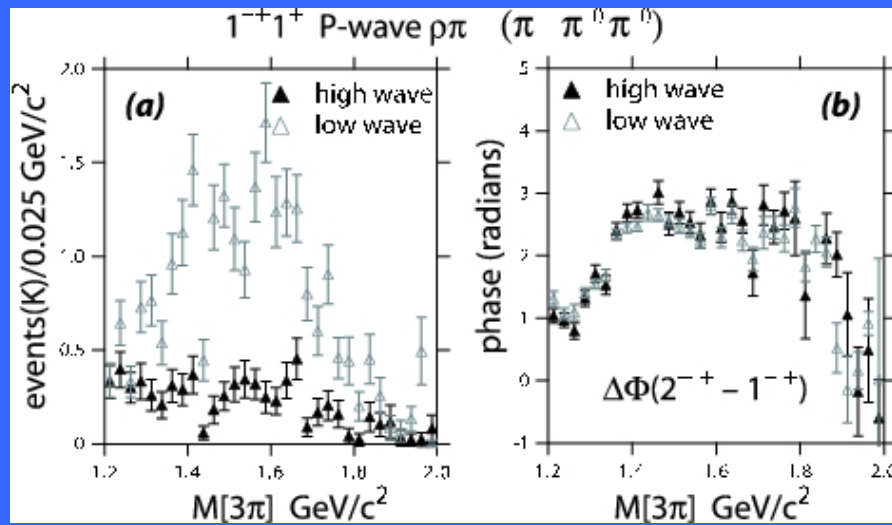 1⁻⁺1⁺ P-wave ρπ (π π⁰π⁰)
(a)
high wave
low wave
events(K)/0.025 GeV/c²
2.0
1.5
1.0
0.5
0
1.2 1.4 1.6 1.8 2.0
M[3π] GeV/c²
(b)
high wave
low wave
phase (radians)
5
4
3
2
1
0
-1
ΔΦ(2⁻⁺ – 1⁻⁺)
1.2 1.4 1.6 1.8 2.0
M[3π] GeV/c²